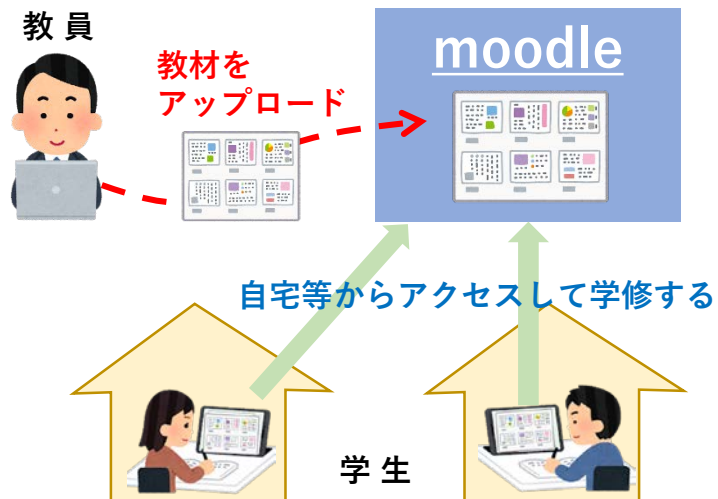 教 員
教材を
アップロード
moodle
自宅等からアクセスして学修する
学 生